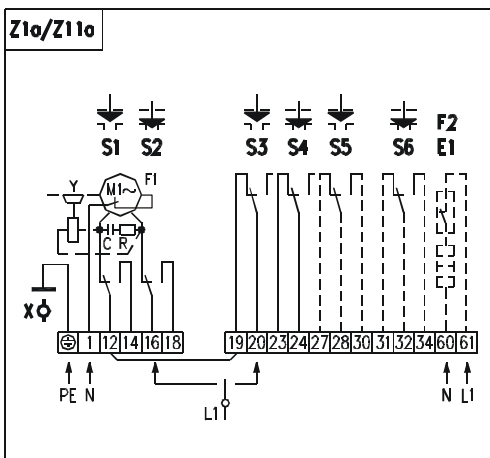 Z1a/Z11a
F2
S1 S2 S3 S4 S5 S6 E1
Y M1~ F1
C R
X
1 12 14 16 18 19 20 23 24 27 28 30 31 32 34 60 61
PE N N L1
L1